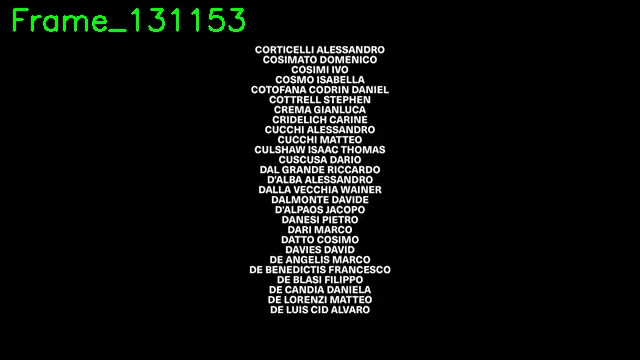 Frame_131153
CORTICELLI ALESSANDRO
COSIMATO DOMENICO
COSIMI IVO
COSMO ISABELLA
COTOFANA CODRIN DANIEL
COTTRELL STEPHEN
CREMA GIANLUCA
CRIDELICH CARINE
CUCCHI ALESSANDRO
CUCCHI MATTEO
CULSHAW ISAAC THOMAS
CUSCUSA DARIO
DAL GRANDE RICCARDO
D'ALBA ALESSANDRO
DALLA VECCHIA WAINER
DALMONTE DAVIDE
D'ALPAOS JACOPO
DANESI PIETRO
DARI MARCO
DATTO COSIMO
DAVIES DAVID
DE ANGELIS MARCO
DE BENEDICTIS FRANCESCO
DE BLASI FILIPPO
DE CANDIA DANIELA
DE LORENZI MATTEO
DE LUIS CID ALVARO